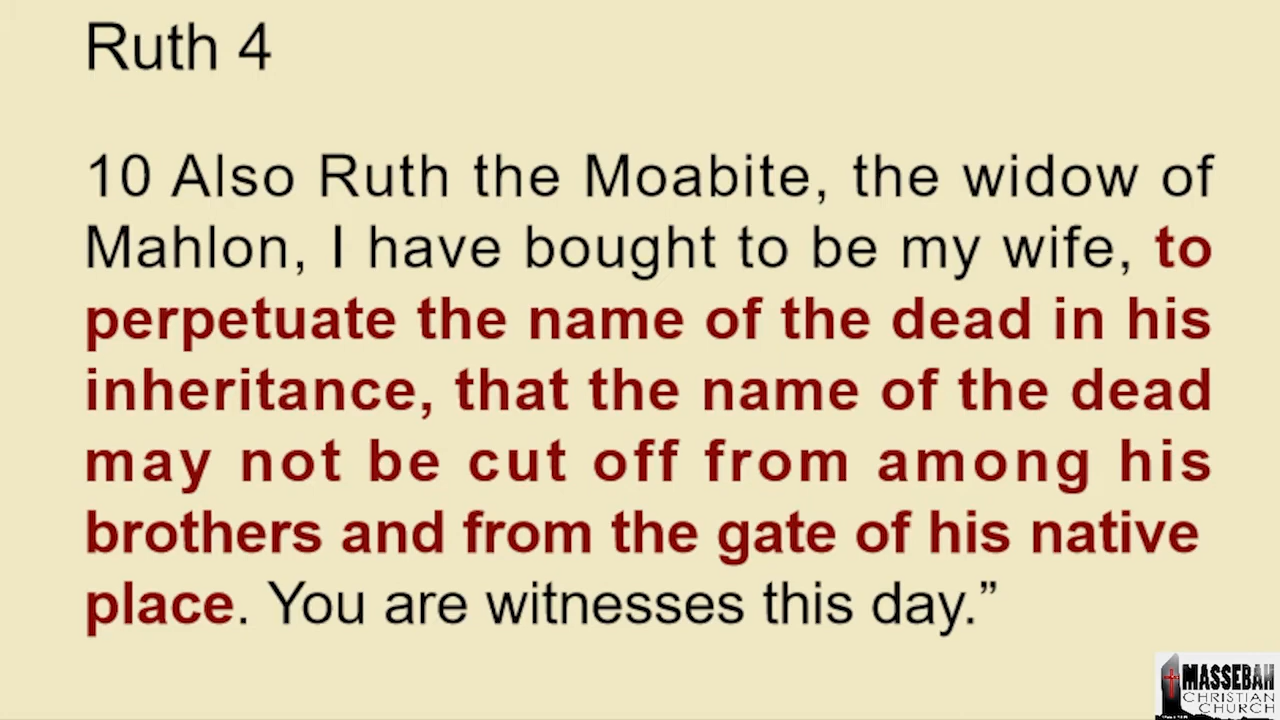 Ruth 4
10 Also Ruth the Moabite, the widow of
Mahlon, I have bought to be my wife, to
perpetuate the name of the dead in his
inheritance, that the name of the dead
may not be cut off from among his
brothers and from the gate of his native
place. You are witnesses this day.”
MASSEBAH
CHRISTIAN
CHURCH